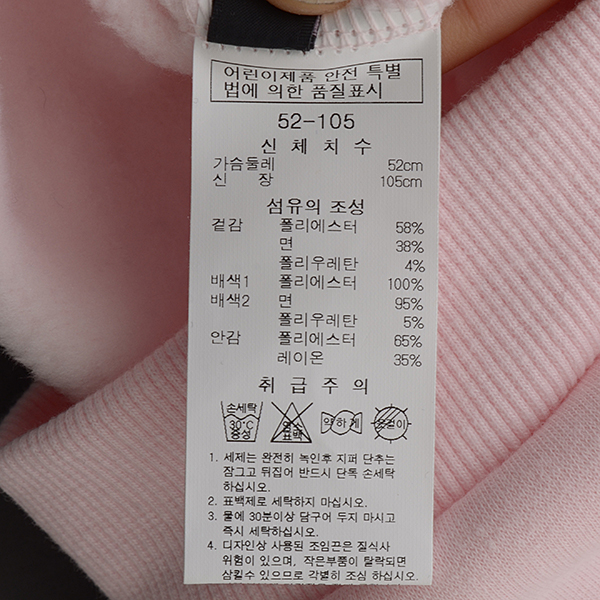 어린이제품 안전 특별
법에 의한 품질표시
52-105
신 체 치 수
가슴둘레 52cm
신 장 105cm
섬유의 조성
겉감 폴리에스터 58%
면 38%
폴리우레탄 4%
배색1 폴리에스터 100%
배색2 면 95%
폴리우레탄 5%
안감 폴리에스터 65%
레이온 35%
취 급 주 의
손세탁 30℃ 중성
염소 표백
약하게
옷걸이
1. 세제는 완전히 녹인후 지퍼 단추는
잠그고 뒤집어 단독 손세탁
하십시오.
2. 표백제로 세탁하지 마십시오.
3. 물에 30분이상 담구어 두지 마시고
즉시 세탁하십시오.
4. 디자인상 사용된 조임끈은 질식사
위험이 있으며, 작은부품이 탈락되면
삼킬수 있으므로 각별히 조심 하십시오.